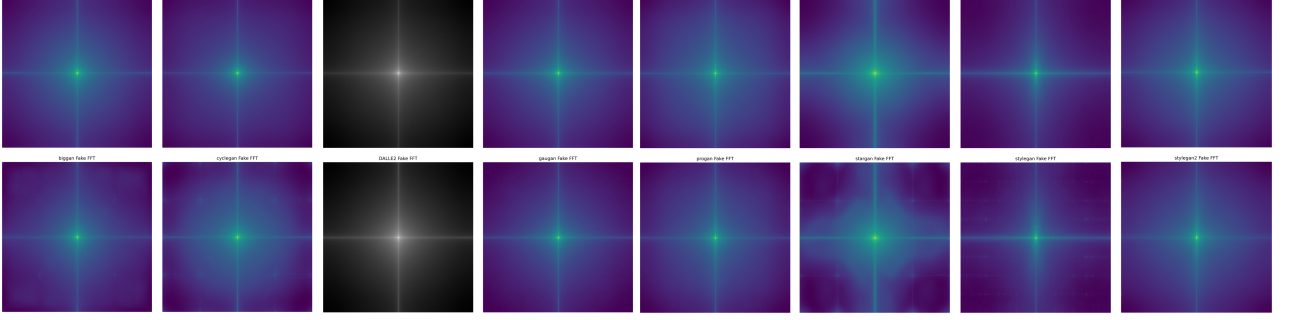 biggan Fake FFT
cyclegan Fake FFT
DALLE2 Fake FFT
gaugan Fake FFT
progan Fake FFT
stargan Fake FFT
stylegan Fake FFT
stylegan2 Fake FFT